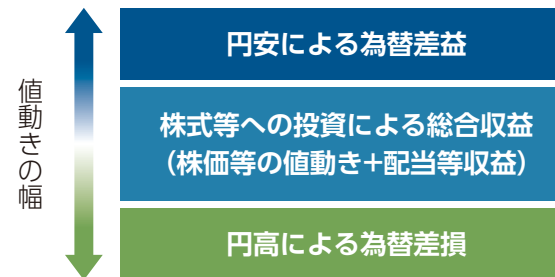 値動きの幅
円安による為替差益
株式等への投資による総合収益
（株価等の値動き+配当等収益）
円高による為替差損